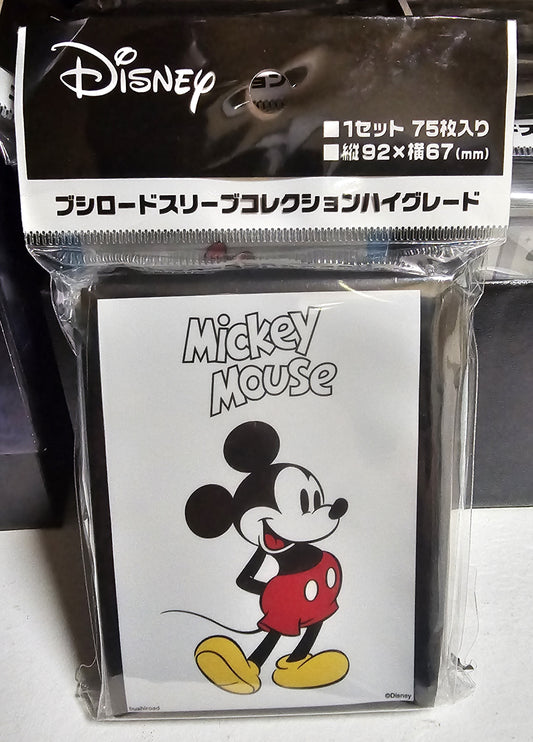 Disney
■1セット 75枚入り
■縦92×横67(mm)
ブシロードスリーブコレクションハイグレード
Mickey
Mouse
bushiroad
©Disney